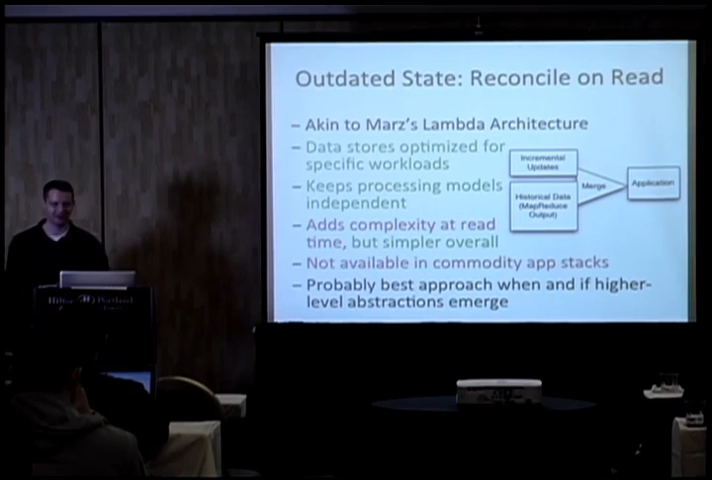 Outdated State: Reconcile on Read
– Akin to Marz's Lambda Architecture
– Data stores optimized for
specific workloads
– Keeps processing models
independent
– Adds complexity at read
time, but simpler overall
– Not available in commodity app stacks
– Probably best approach when and if higher-
level abstractions emerge
Incremental
Updates
Historical Data
(MapReduce
Output)
Merge
Application
Hilton Portland